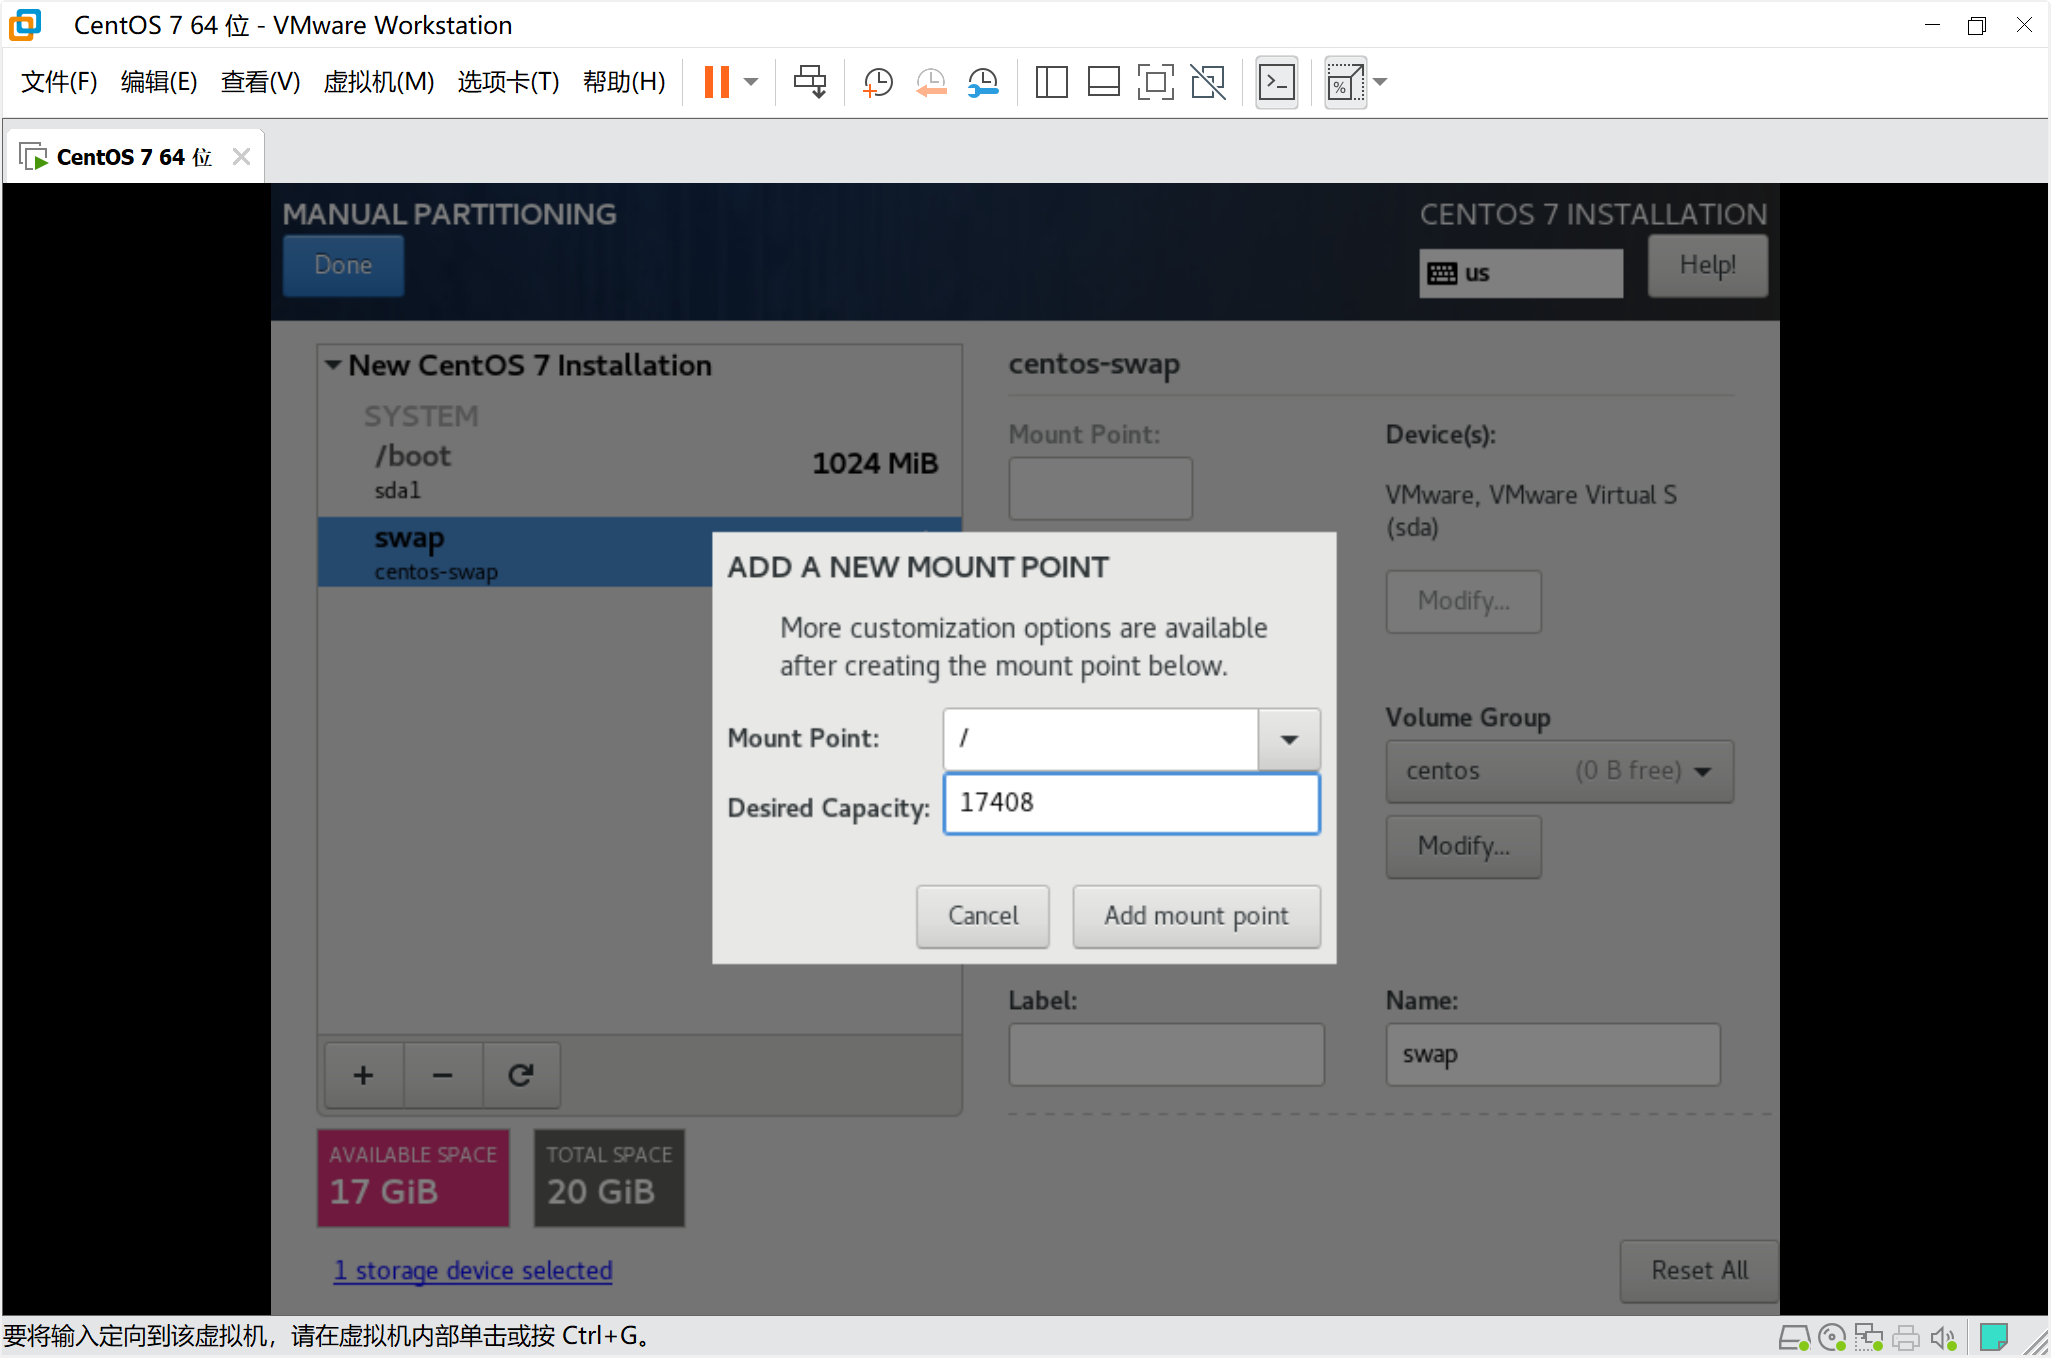 CentOS 7 64 位 - VMware Workstation
文件(F) 编辑(E) 查看(V) 虚拟机(M) 选项卡(T) 帮助(H)
CentOS 7 64 位
MANUAL PARTITIONING
CENTOS 7 INSTALLATION
Done
us
Help!
New CentOS 7 Installation
SYSTEM
/boot
1024 MiB
sda1
swap
centos-swap
centos-swap
Mount Point:
Device(s):
VMware, VMware Virtual S
(sda)
Modify...
Volume Group
centos (0 B free)
Modify...
Label:
Name:
swap
ADD A NEW MOUNT POINT
More customization options are available
after creating the mount point below.
Mount Point: /
Desired Capacity: 17408
Cancel
Add mount point
+ −
AVAILABLE SPACE
17 GiB
TOTAL SPACE
20 GiB
1 storage device selected
Reset All
要将输入定向到该虚拟机，请在虚拟机内部单击或按 Ctrl+G。